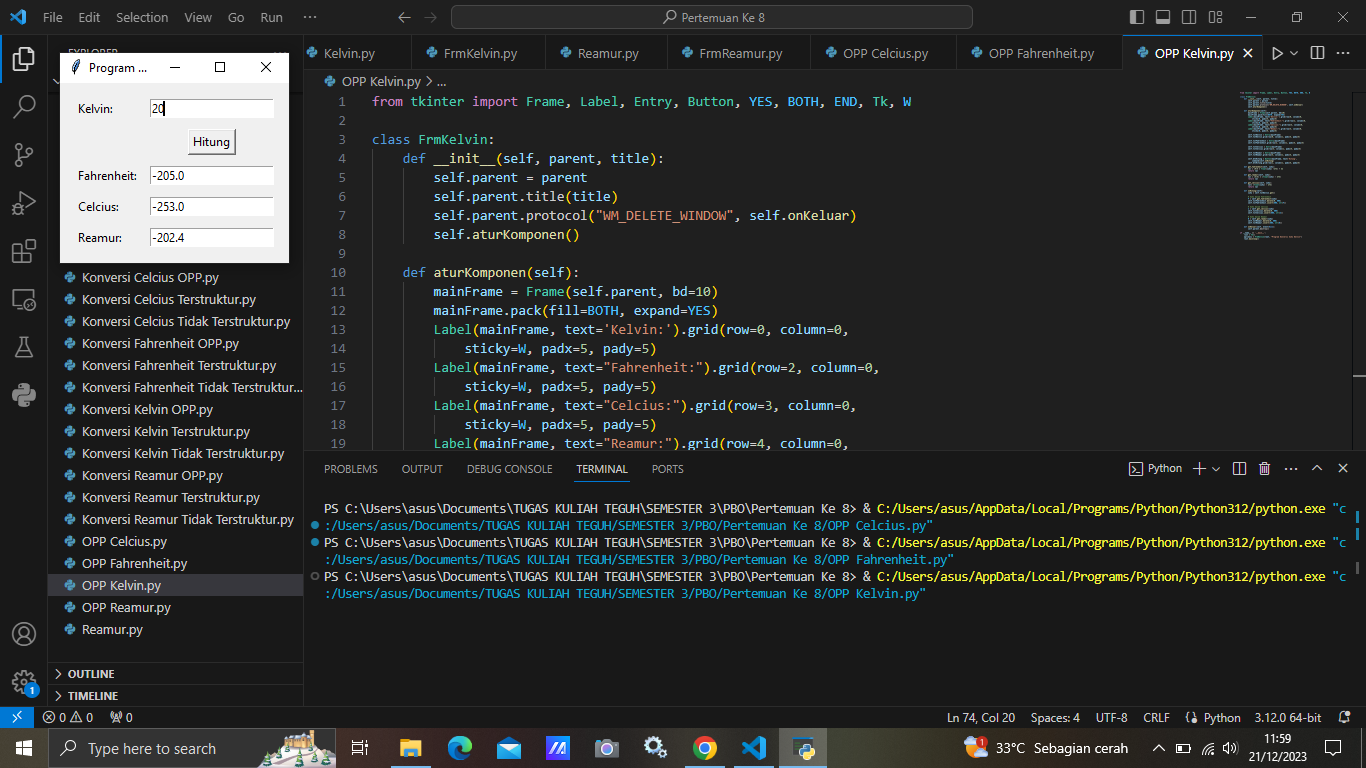 File Edit Selection View Go Run ···
Pertemuan Ke 8
EXPLORER
Program ...
Kelvin: 20
Hitung
Fahrenheit: -205.0
Celcius: -253.0
Reamur: -202.4
Konversi Celcius OPP.py
Konversi Celcius Terstruktur.py
Konversi Celcius Tidak Terstruktur.py
Konversi Fahrenheit OPP.py
Konversi Fahrenheit Terstruktur.py
Konversi Fahrenheit Tidak Terstruktur...
Konversi Kelvin OPP.py
Konversi Kelvin Terstruktur.py
Konversi Kelvin Tidak Terstruktur.py
Konversi Reamur OPP.py
Konversi Reamur Terstruktur.py
Konversi Reamur Tidak Terstruktur.py
OPP Celcius.py
OPP Fahrenheit.py
OPP Kelvin.py
OPP Reamur.py
Reamur.py
OUTLINE
TIMELINE
Kelvin.py FrmKelvin.py Reamur.py FrmReamur.py OPP Celcius.py OPP Fahrenheit.py OPP Kelvin.py
OPP Kelvin.py > ...
1 from tkinter import Frame, Label, Entry, Button, YES, BOTH, END, Tk, W
2
3 class FrmKelvin:
4 def __init__(self, parent, title):
5 self.parent = parent
6 self.parent.title(title)
7 self.parent.protocol("WM_DELETE_WINDOW", self.onKeluar)
8 self.aturKomponen()
9
10 def aturKomponen(self):
11 mainFrame = Frame(self.parent, bd=10)
12 mainFrame.pack(fill=BOTH, expand=YES)
13 Label(mainFrame, text='Kelvin:').grid(row=0, column=0,
14 sticky=W, padx=5, pady=5)
15 Label(mainFrame, text="Fahrenheit:").grid(row=2, column=0,
16 sticky=W, padx=5, pady=5)
17 Label(mainFrame, text="Celcius:").grid(row=3, column=0,
18 sticky=W, padx=5, pady=5)
19 Label(mainFrame, text="Reamur:").grid(row=4, column=0,
PROBLEMS OUTPUT DEBUG CONSOLE TERMINAL PORTS
Python
PS C:\Users\asus\Documents\TUGAS KULIAH TEGUH\SEMESTER 3\PBO\Pertemuan Ke 8> & C:/Users/asus/AppData/Local/Programs/Python/Python312/python.exe "c
:/Users/asus/Documents/TUGAS KULIAH TEGUH/SEMESTER 3/PBO/Pertemuan Ke 8/OPP Celcius.py"
PS C:\Users\asus\Documents\TUGAS KULIAH TEGUH\SEMESTER 3\PBO\Pertemuan Ke 8> & C:/Users/asus/AppData/Local/Programs/Python/Python312/python.exe "c
:/Users/asus/Documents/TUGAS KULIAH TEGUH/SEMESTER 3/PBO/Pertemuan Ke 8/OPP Fahrenheit.py"
PS C:\Users\asus\Documents\TUGAS KULIAH TEGUH\SEMESTER 3\PBO\Pertemuan Ke 8> & C:/Users/asus/AppData/Local/Programs/Python/Python312/python.exe "c
:/Users/asus/Documents/TUGAS KULIAH TEGUH/SEMESTER 3/PBO/Pertemuan Ke 8/OPP Kelvin.py"
1
0 0 0 Ln 74, Col 20 Spaces: 4 UTF-8 CRLF Python 3.12.0 64-bit
Type here to search
1 33°C Sebagian cerah
11:59
21/12/2023